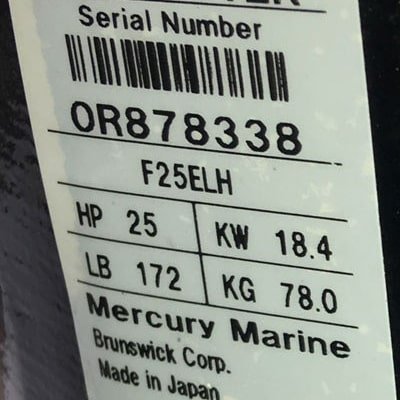 Serial Number
0R878338
F25ELH
HP 25 KW 18.4
LB 172 KG 78.0
Mercury Marine
Brunswick Corp.
Made in Japan